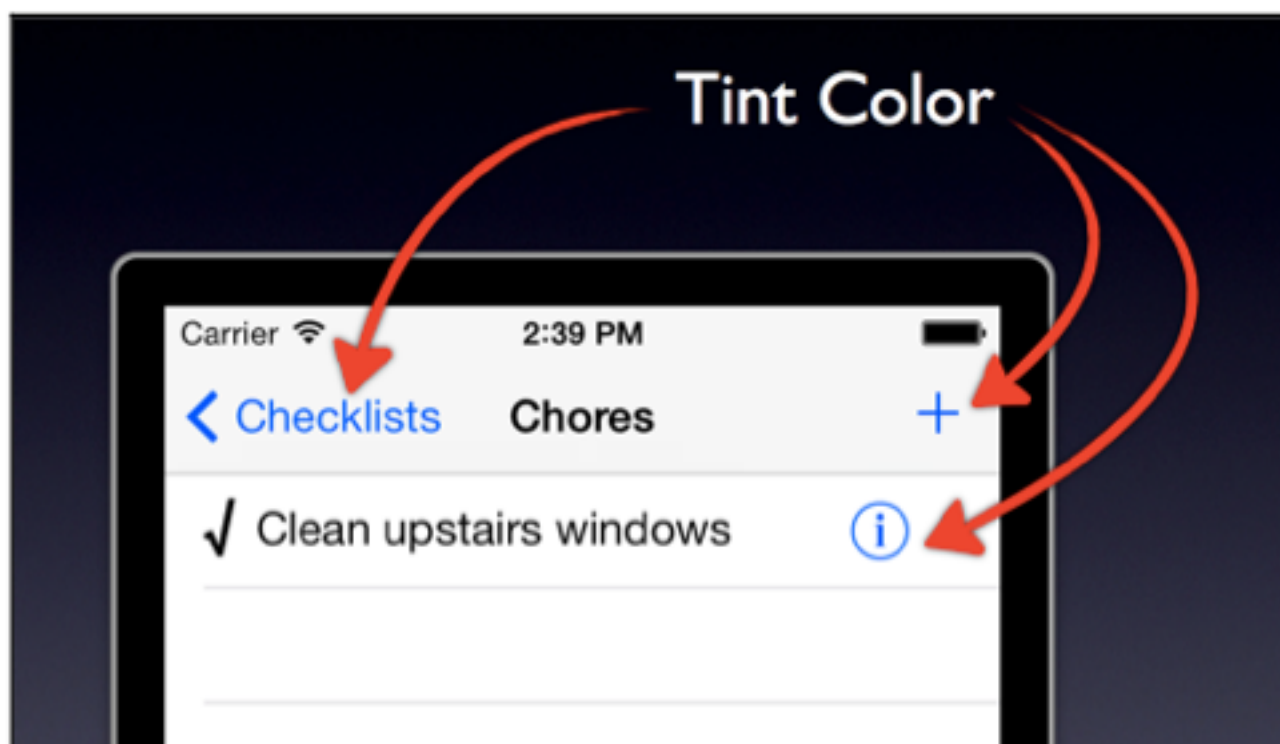 Tint Color
Carrier 2:39 PM
Checklists Chores +
√ Clean upstairs windows i